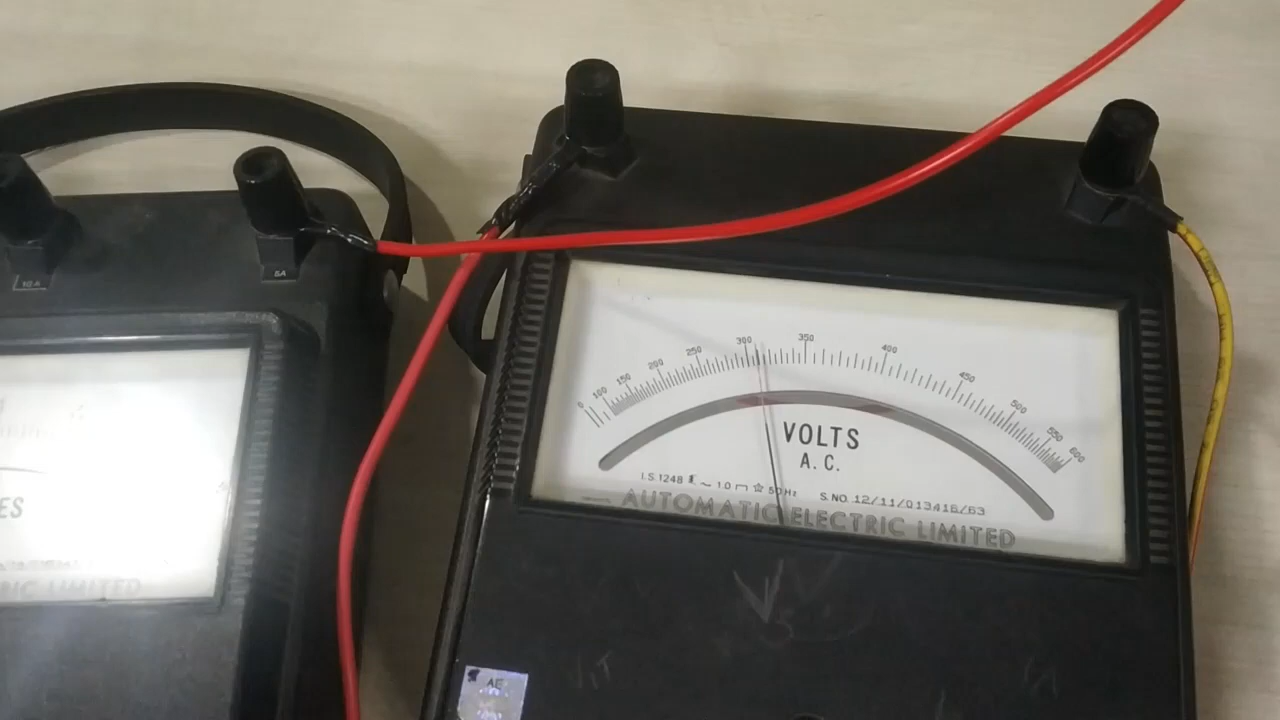 10A
5A
0 100 150 200 250 300 350 400 450 500 550 600
VOLTS
A. C.
I.S.1248 ~ 1.0 50Hz S.NO.12/11/013416/63
AUTOMATIC ELECTRIC LIMITED
ES
RIC LIMITED
AE